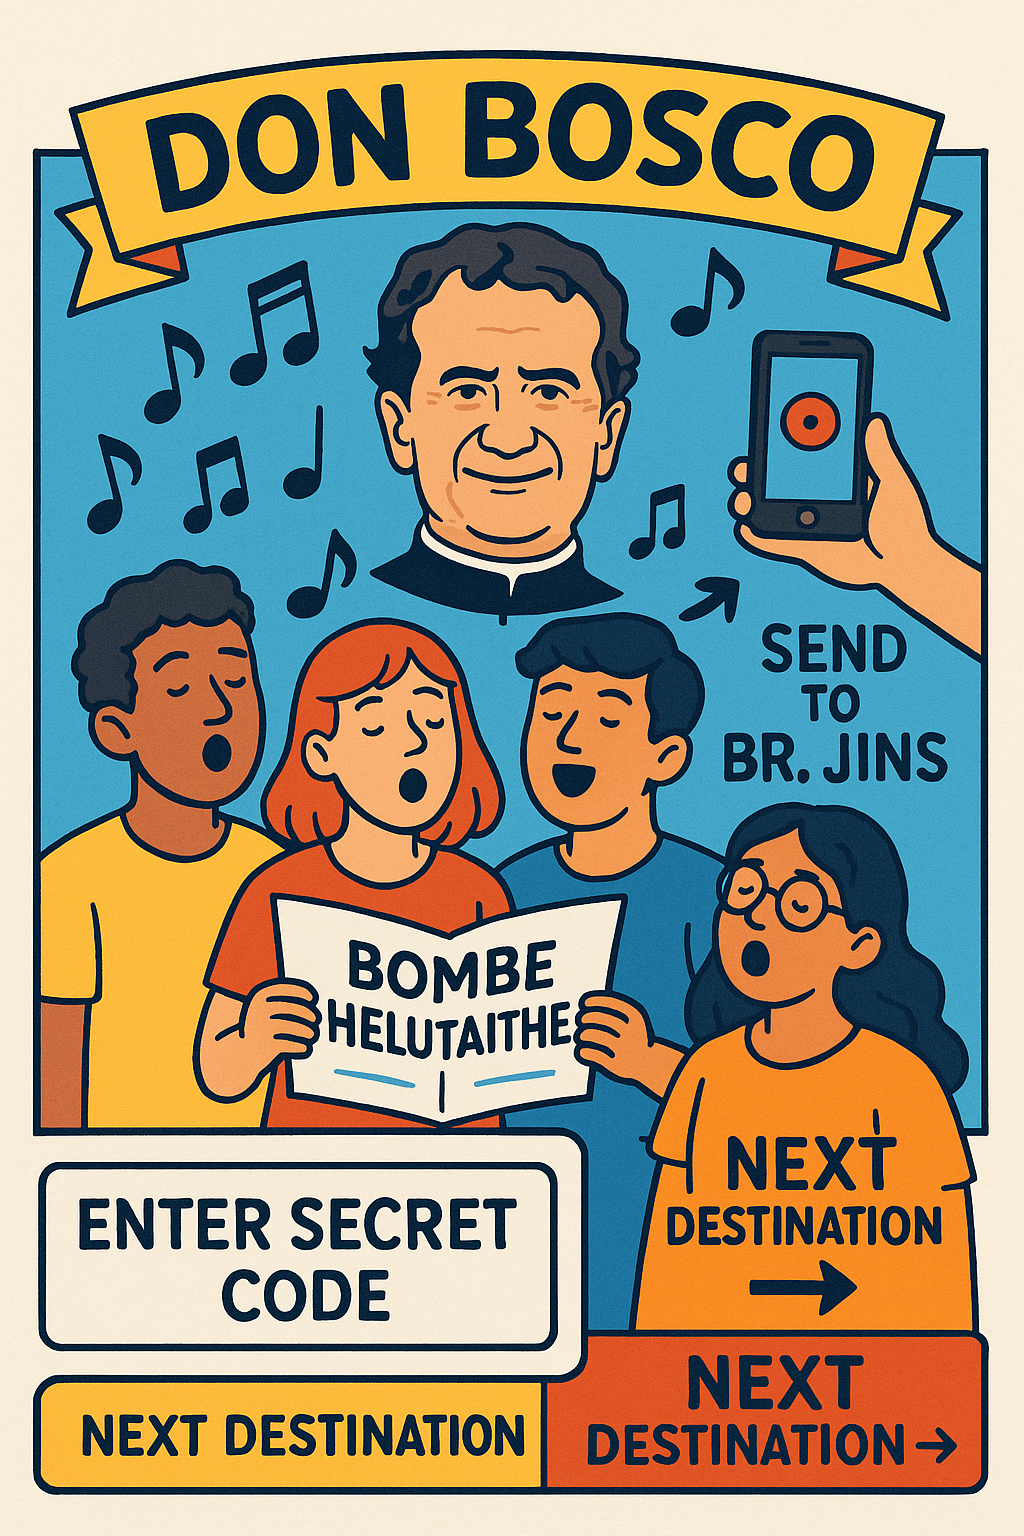 DON BOSCO
SEND
TO
BR. JINS
BOMBE
HELUTAITHE
NEXT
DESTINATION
ENTER SECRET
CODE
NEXT DESTINATION
NEXT
DESTINATION →